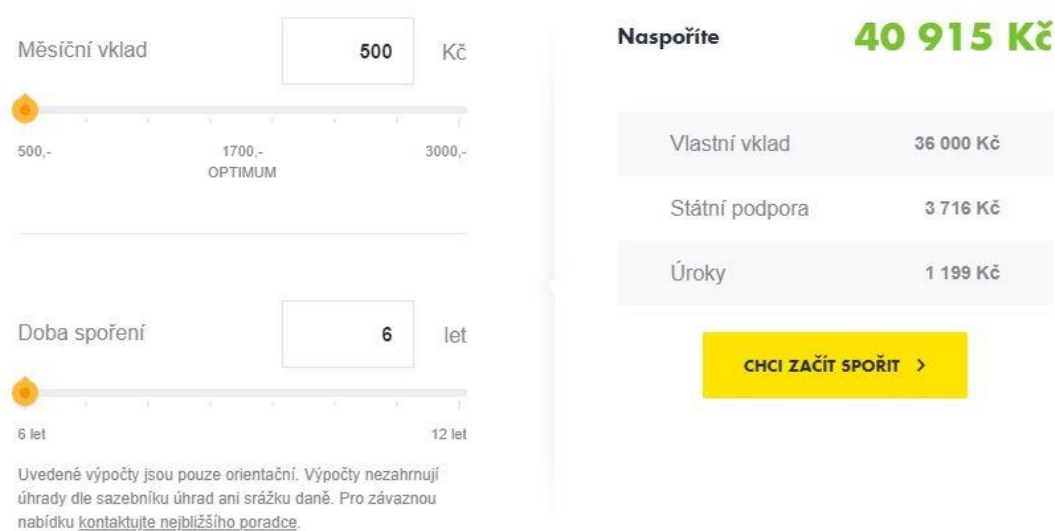 Měsíční vklad 500 Kč
500,- 1700,- 3000,-
OPTIMUM
Doba spoření 6 let
6 let 12 let
Uvedené výpočty jsou pouze orientační. Výpočty nezahrnují
úhrady dle sazebníku úhrad ani srážku daně. Pro závaznou
nabídku kontaktujte nejbližšího poradce.
Naspoříte 40 915 Kč
Vlastní vklad 36 000 Kč
Státní podpora 3 716 Kč
Úroky 1 199 Kč
CHCI ZAČÍT SPOŘIT >